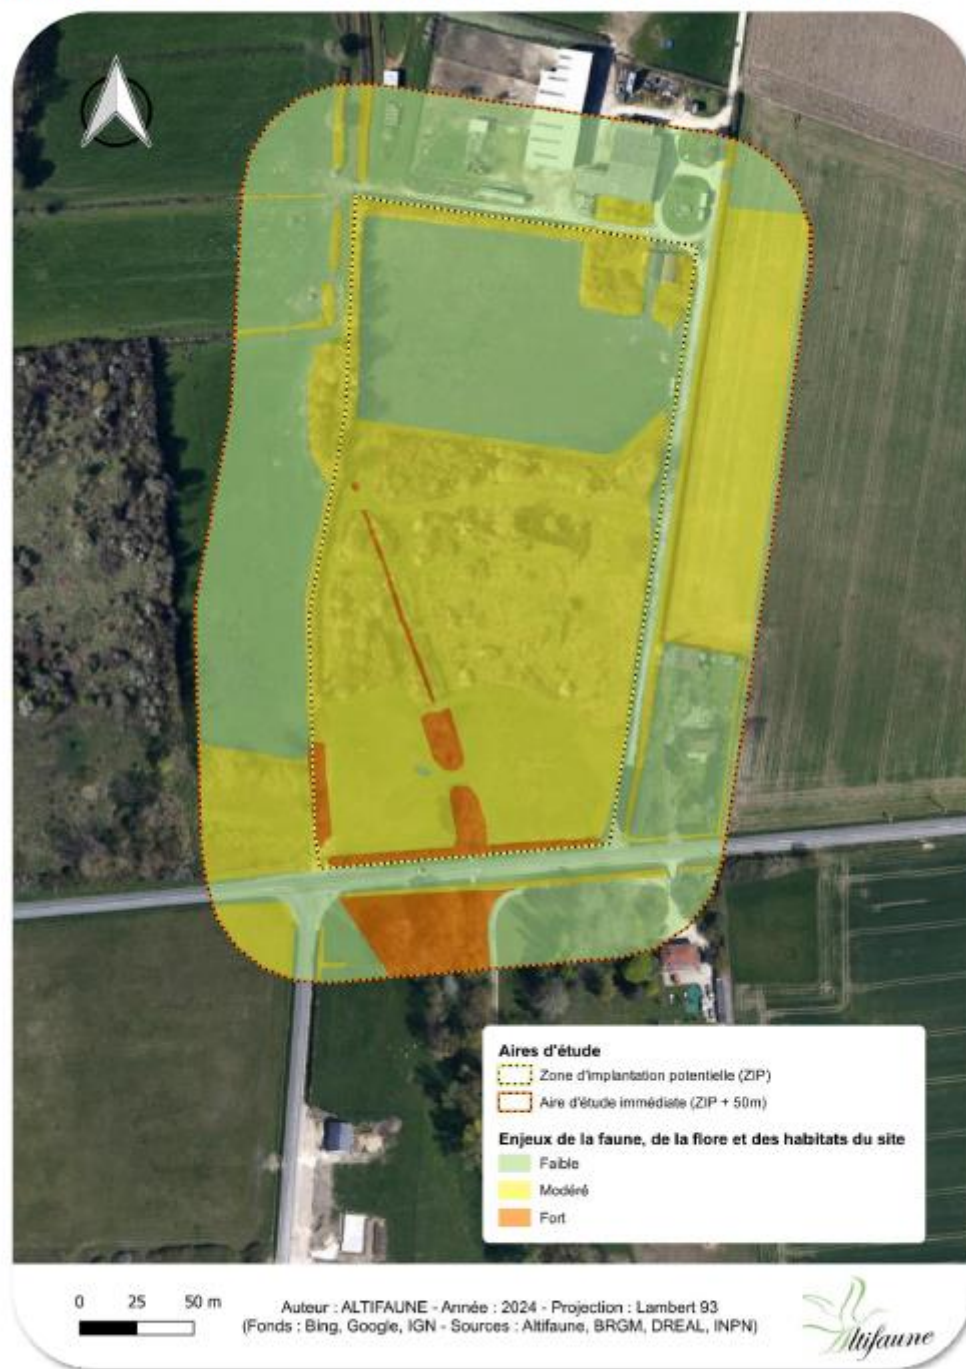 Aires d'étude
Zone d'implantation potentielle (ZIP)
Aire d'étude immédiate (ZIP + 50m)
Enjeux de la faune, de la flore et des habitats du site
Faible
Modéré
Fort
0 25 50 m
Auteur : ALTIFAUNE - Année : 2024 - Projection : Lambert 93
(Fonds : Bing, Google, IGN - Sources : Altifaune, BRGM, DREAL, INPN)
Altifaune